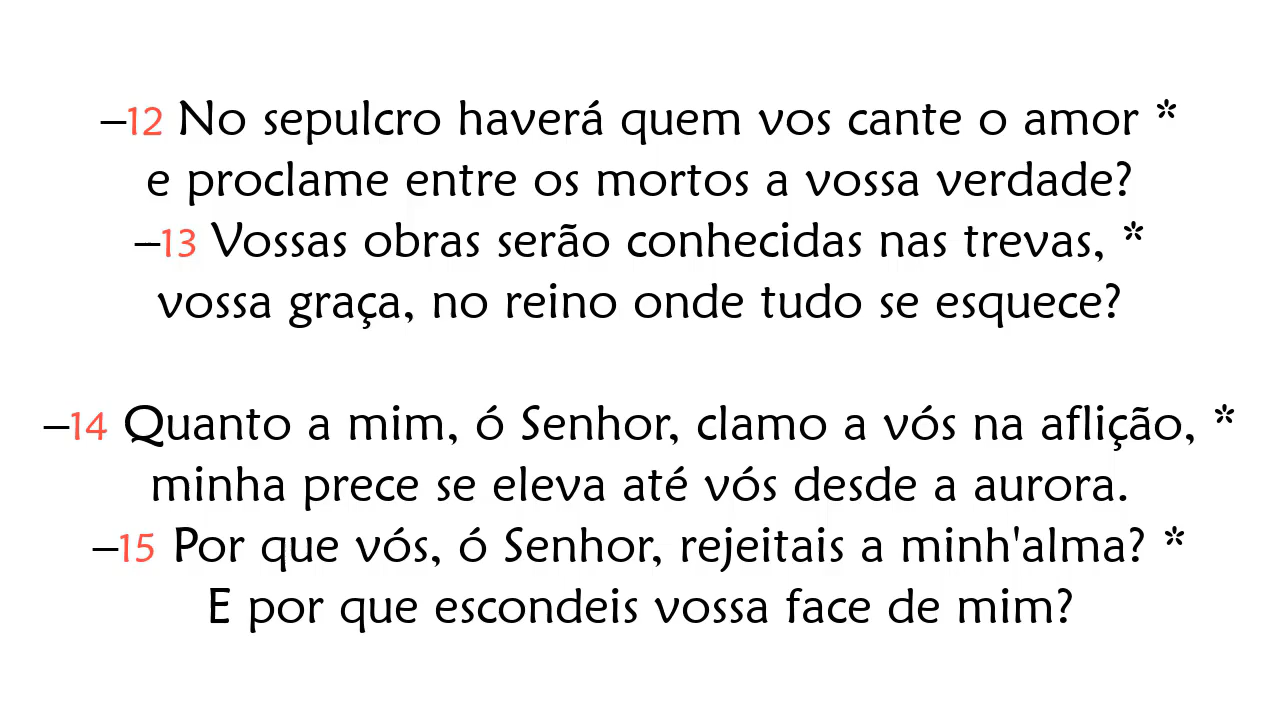 –12 No sepulcro haverá quem vos cante o amor *
e proclame entre os mortos a vossa verdade?
–13 Vossas obras serão conhecidas nas trevas, *
vossa graça, no reino onde tudo se esquece?
–14 Quanto a mim, ó Senhor, clamo a vós na aflição, *
minha prece se eleva até vós desde a aurora.
–15 Por que vós, ó Senhor, rejeitais a minh'alma? *
E por que escondeis vossa face de mim?